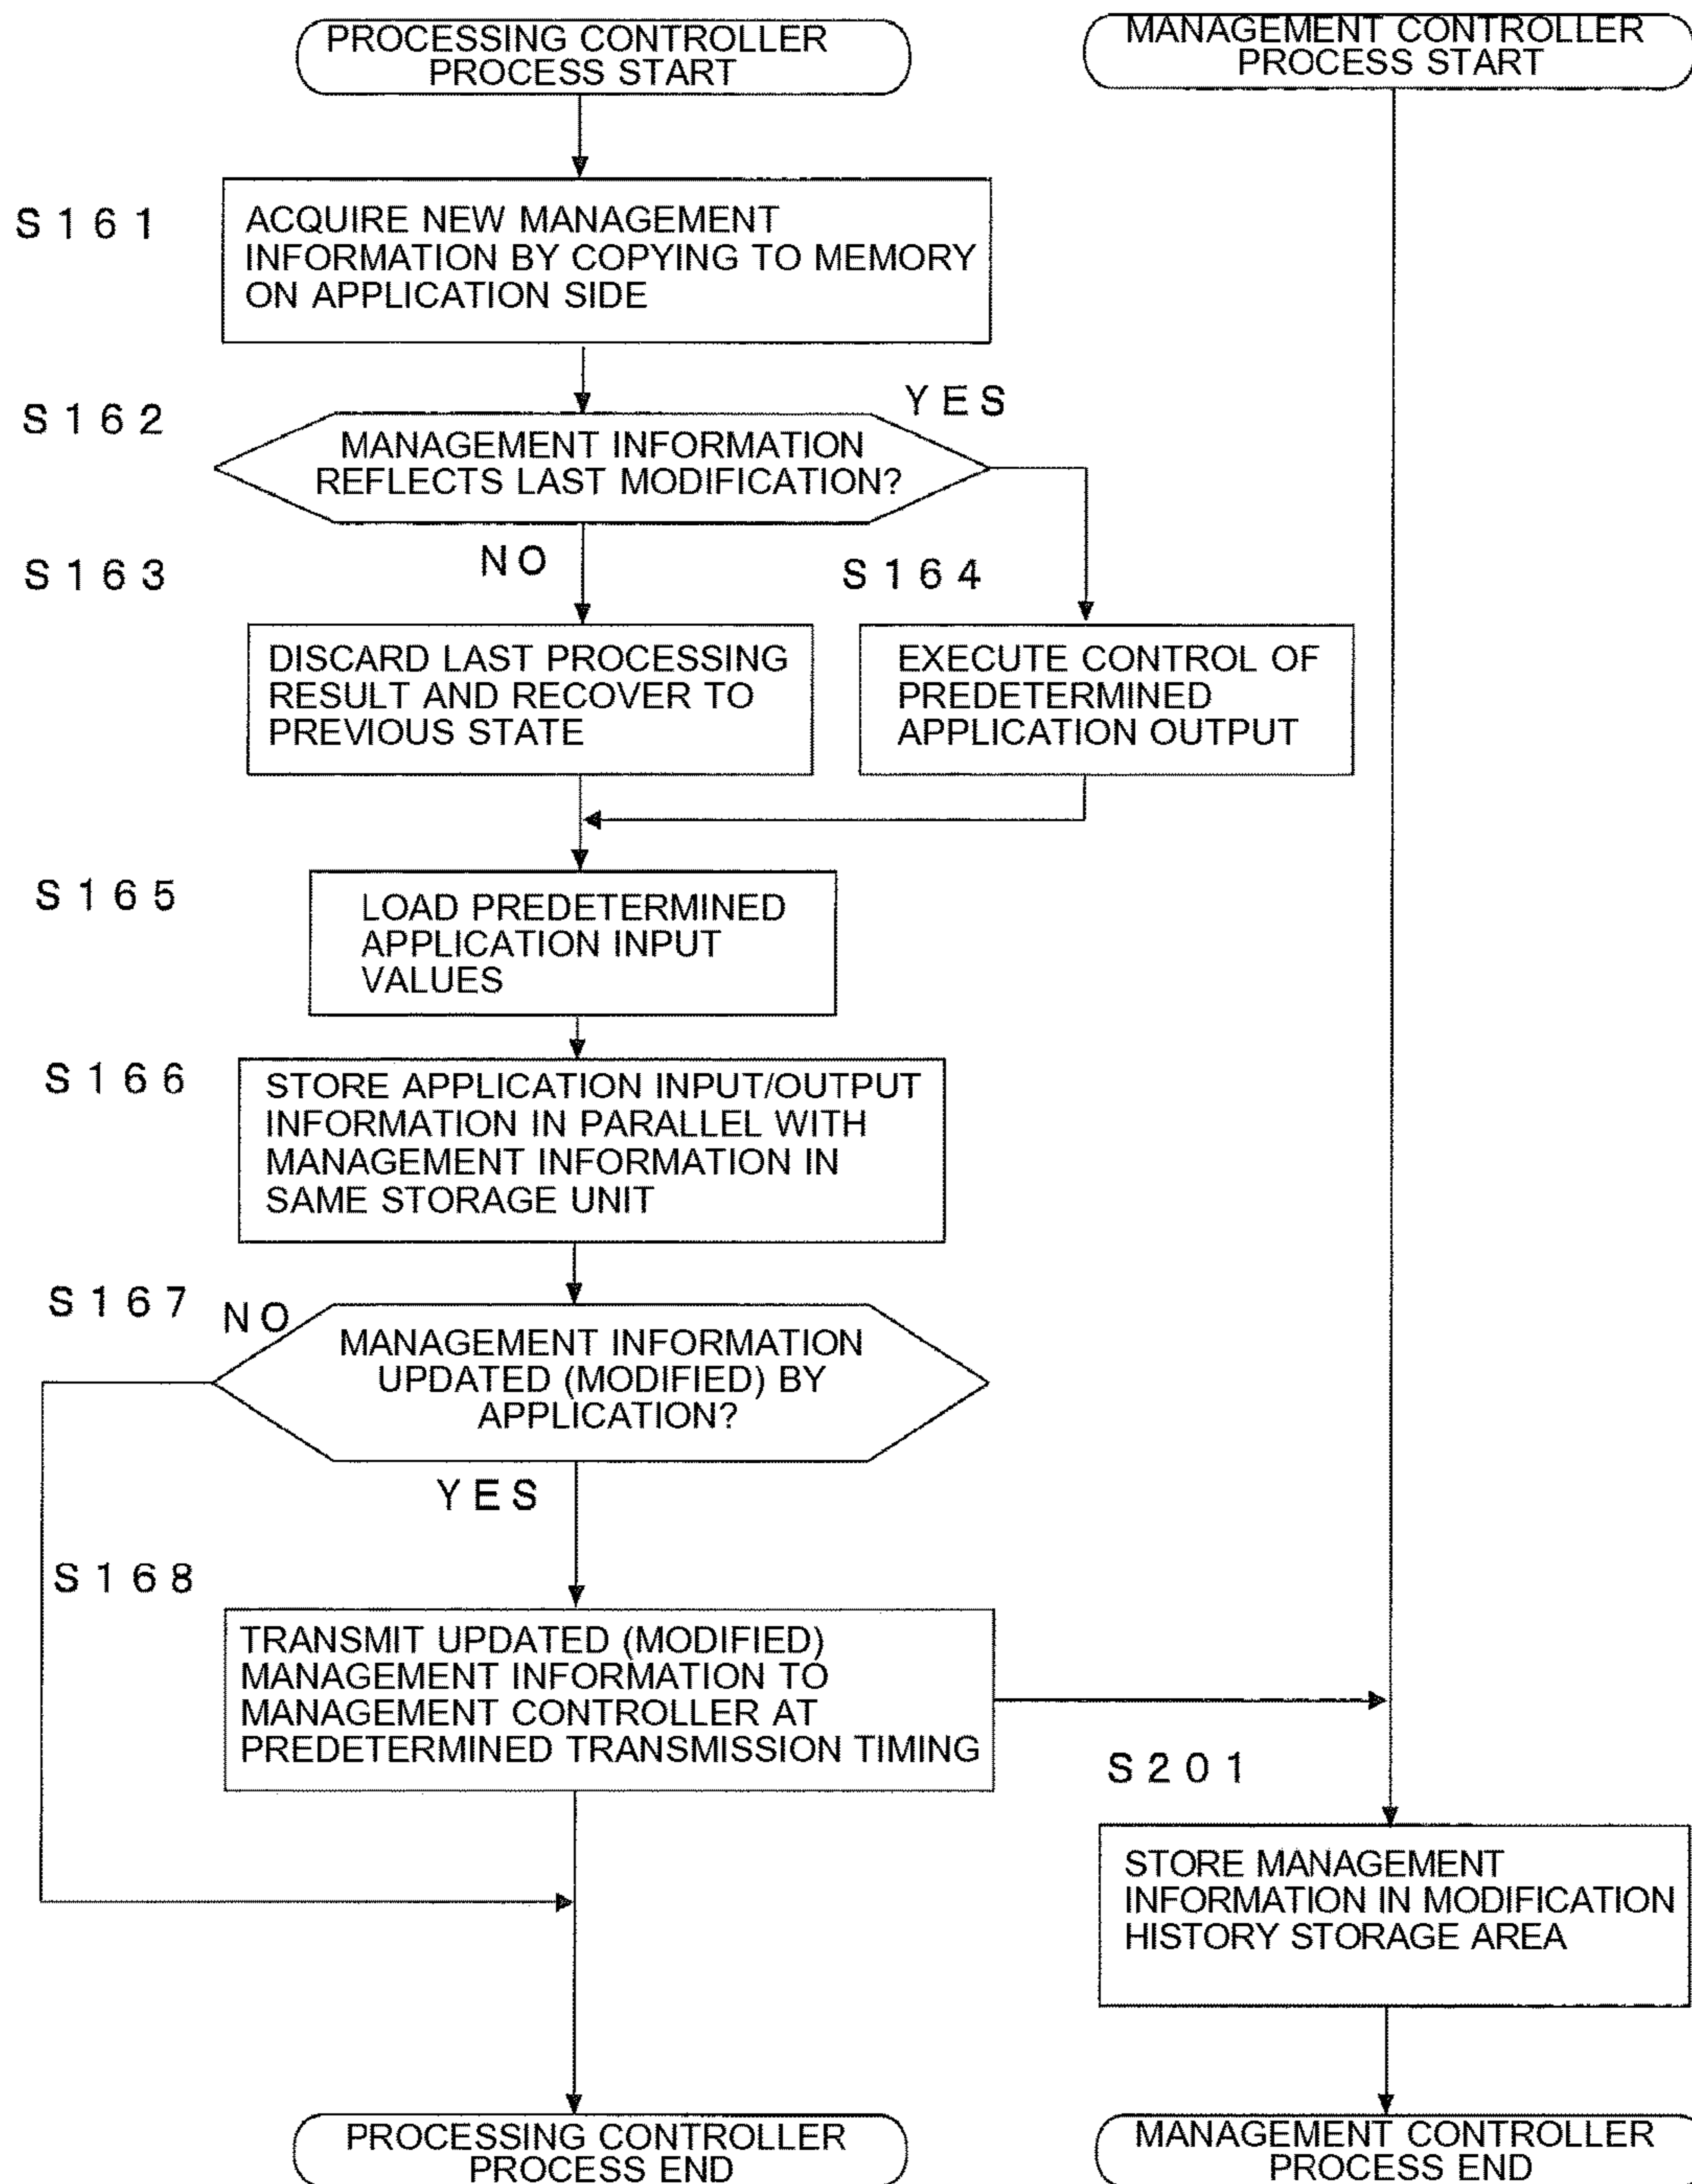 PROCESSING CONTROLLER
PROCESS START
MANAGEMENT CONTROLLER
PROCESS START
S161
ACQUIRE NEW MANAGEMENT
INFORMATION BY COPYING TO MEMORY
ON APPLICATION SIDE
S162
YES
MANAGEMENT INFORMATION
REFLECTS LAST MODIFICATION?
NO
S163
S164
DISCARD LAST PROCESSING
RESULT AND RECOVER TO
PREVIOUS STATE
EXECUTE CONTROL OF
PREDETERMINED
APPLICATION OUTPUT
S165
LOAD PREDETERMINED
APPLICATION INPUT
VALUES
S166
STORE APPLICATION INPUT/OUTPUT
INFORMATION IN PARALLEL WITH
MANAGEMENT INFORMATION IN
SAME STORAGE UNIT
S167
NO
MANAGEMENT INFORMATION
UPDATED (MODIFIED) BY
APPLICATION?
YES
S168
TRANSMIT UPDATED (MODIFIED)
MANAGEMENT INFORMATION TO
MANAGEMENT CONTROLLER AT
PREDETERMINED TRANSMISSION TIMING
S201
STORE MANAGEMENT
INFORMATION IN MODIFICATION
HISTORY STORAGE AREA
PROCESSING CONTROLLER
PROCESS END
MANAGEMENT CONTROLLER
PROCESS END